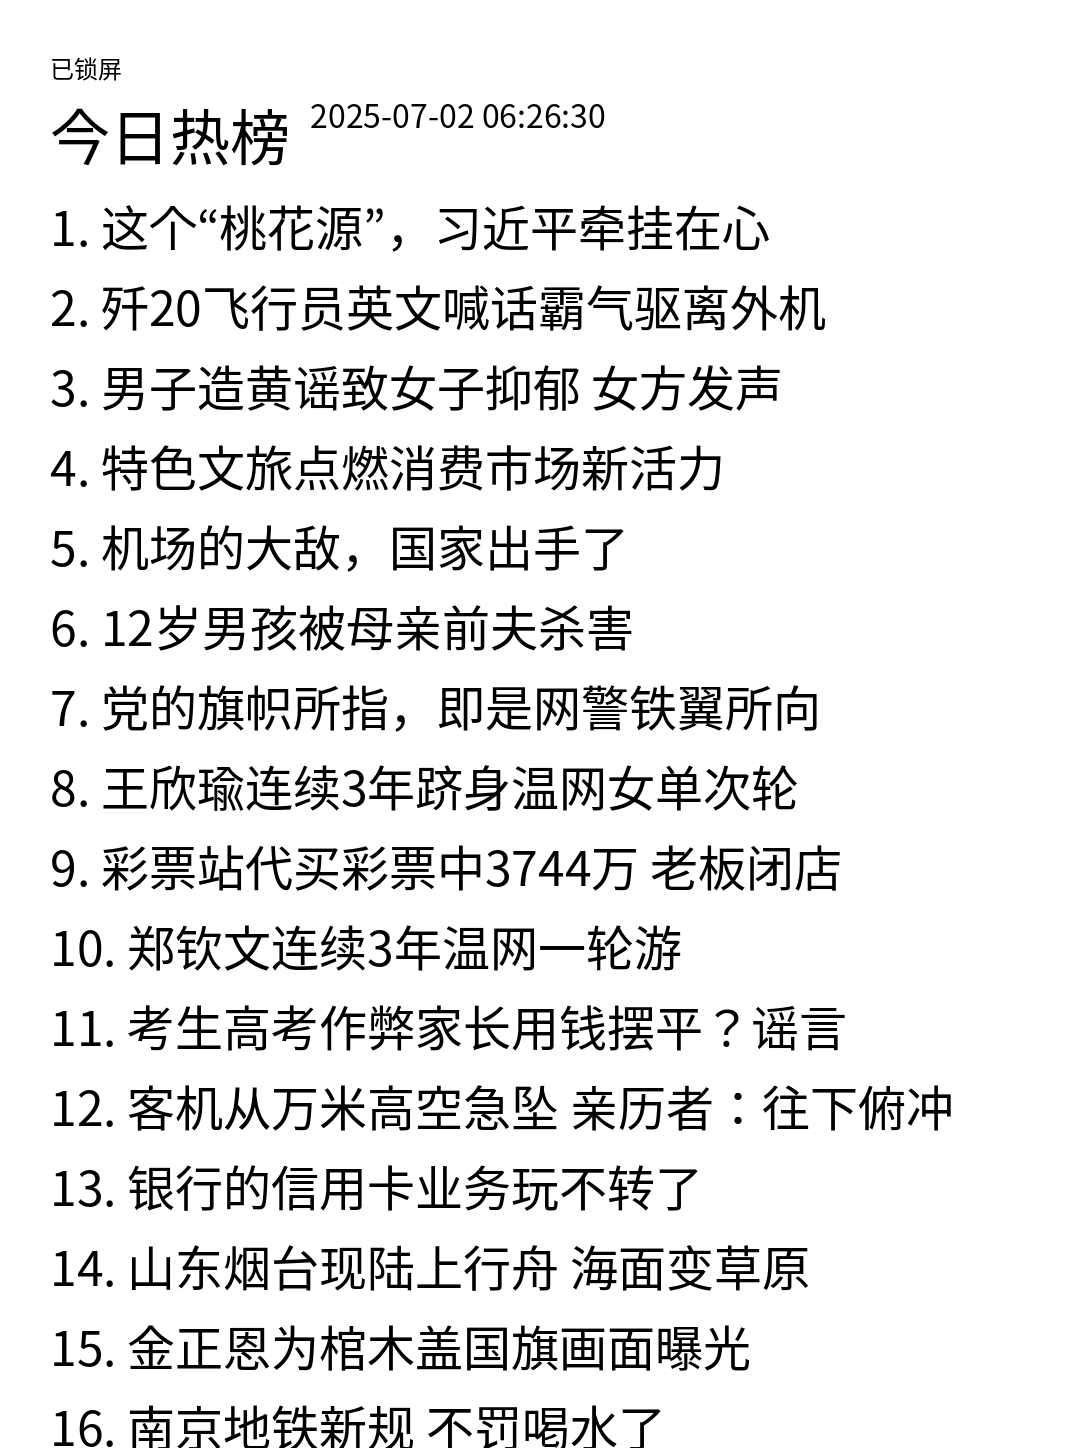 已锁屏
今日热榜 2025-07-02 06:26:30
1. 这个“桃花源”，习近平牵挂在心
2. 歼20飞行员英文喊话霸气驱离外机
3. 男子造黄谣致女子抑郁 女方发声
4. 特色文旅点燃消费市场新活力
5. 机场的大敌，国家出手了
6. 12岁男孩被母亲前夫杀害
7. 党的旗帜所指，即是网警铁翼所向
8. 王欣瑜连续3年跻身温网女单次轮
9. 彩票站代买彩票中3744万 老板闭店
10. 郑钦文连续3年温网一轮游
11. 考生高考作弊家长用钱摆平？谣言
12. 客机从万米高空急坠 亲历者：往下俯冲
13. 银行的信用卡业务玩不转了
14. 山东烟台现陆上行舟 海面变草原
15. 金正恩为棺木盖国旗画面曝光
16. 南京地铁新规 不罚喝水了